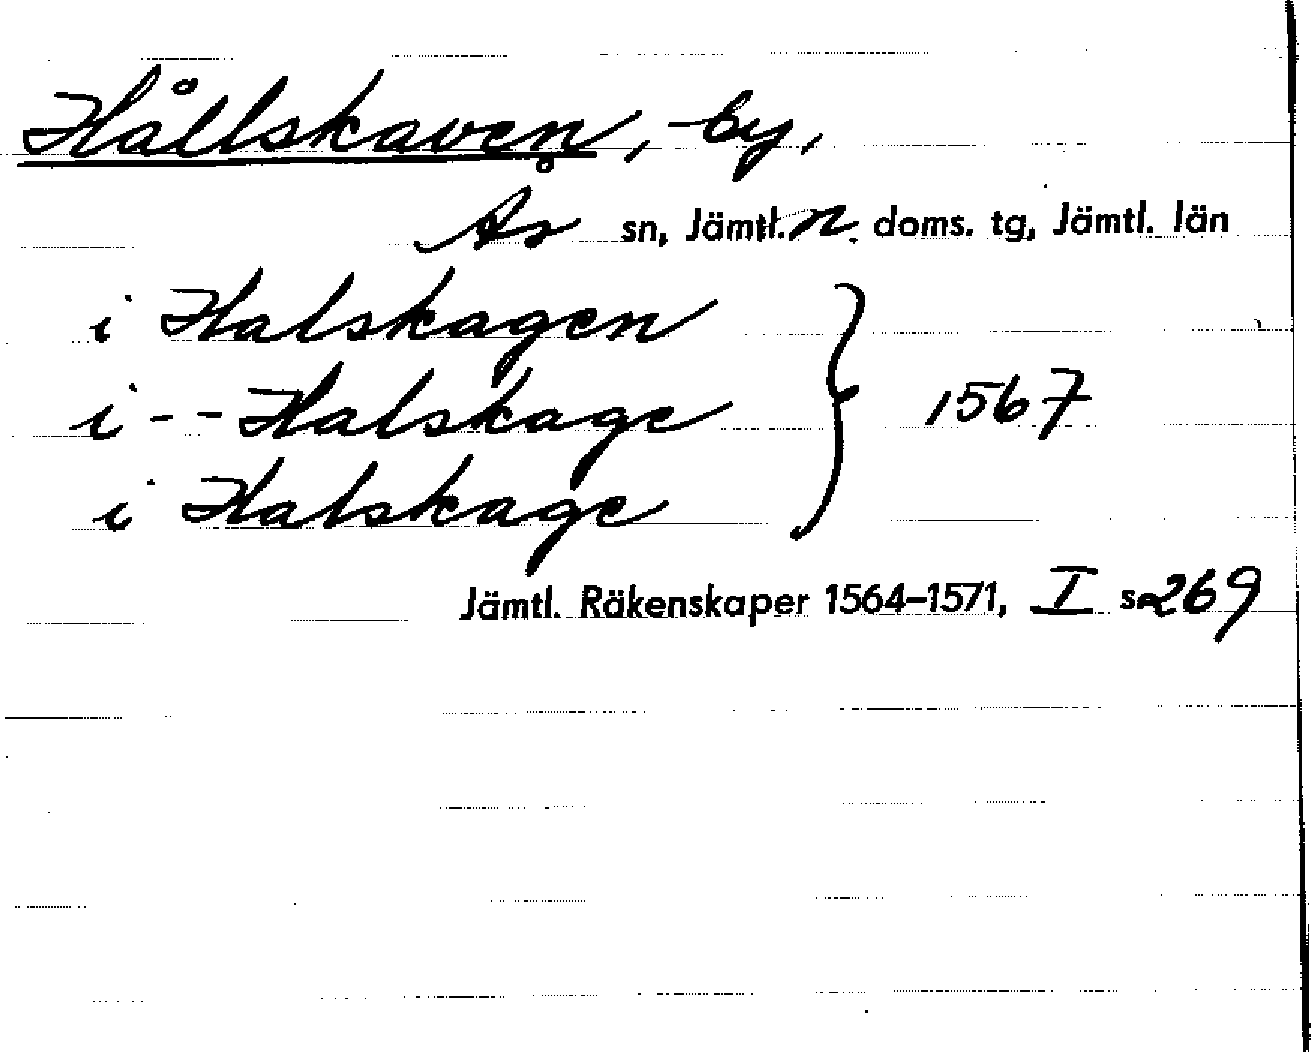 Hållskaven, by,
Ås sn, Jämtl. n. doms. tg, Jämtl. län
i Halskagen
i -- Halskage } 1567
i Halskage
Jämtl. Räkenskaper 1564–1571, I s. 269